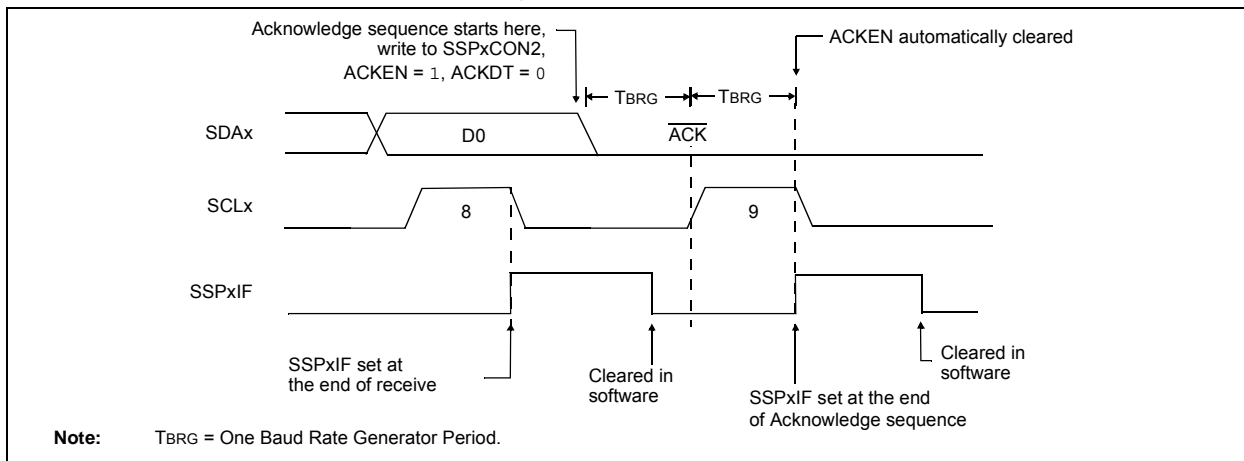 Acknowledge sequence starts here,
write to SSPxCON2,
ACKEN = 1, ACKDT = 0
ACKEN automatically cleared
TBRG
TBRG
SDAx
D0
ACK
SCLx
8
9
SSPxIF
SSPxIF set at
the end of receive
Cleared in
software
SSPxIF set at the end
of Acknowledge sequence
Cleared in
software
Note: TBRG = One Baud Rate Generator Period.